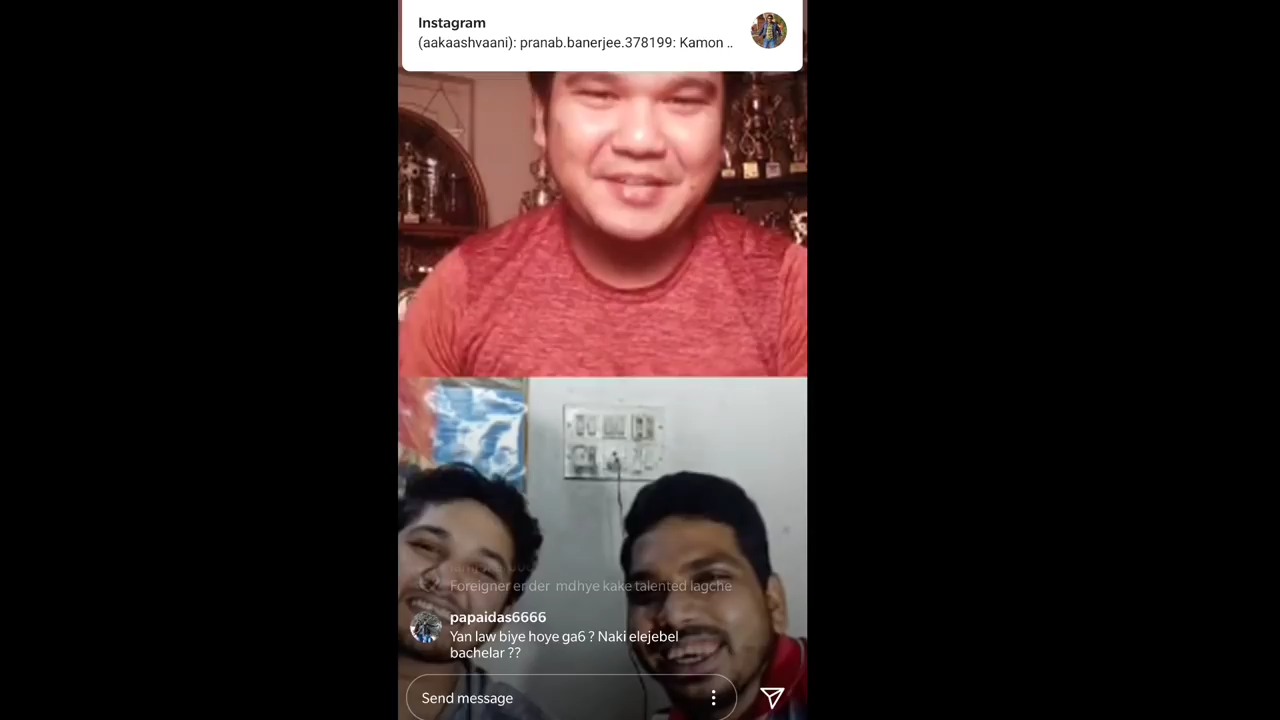 Instagram
(aakaashvaani): pranab.banerjee.378199: Kamon ..
Foreigner er der mdhye kake talented lagche
papaidas6666
Yan law biye hoye ga6 ? Naki elejebel
bachelar ??
Send message